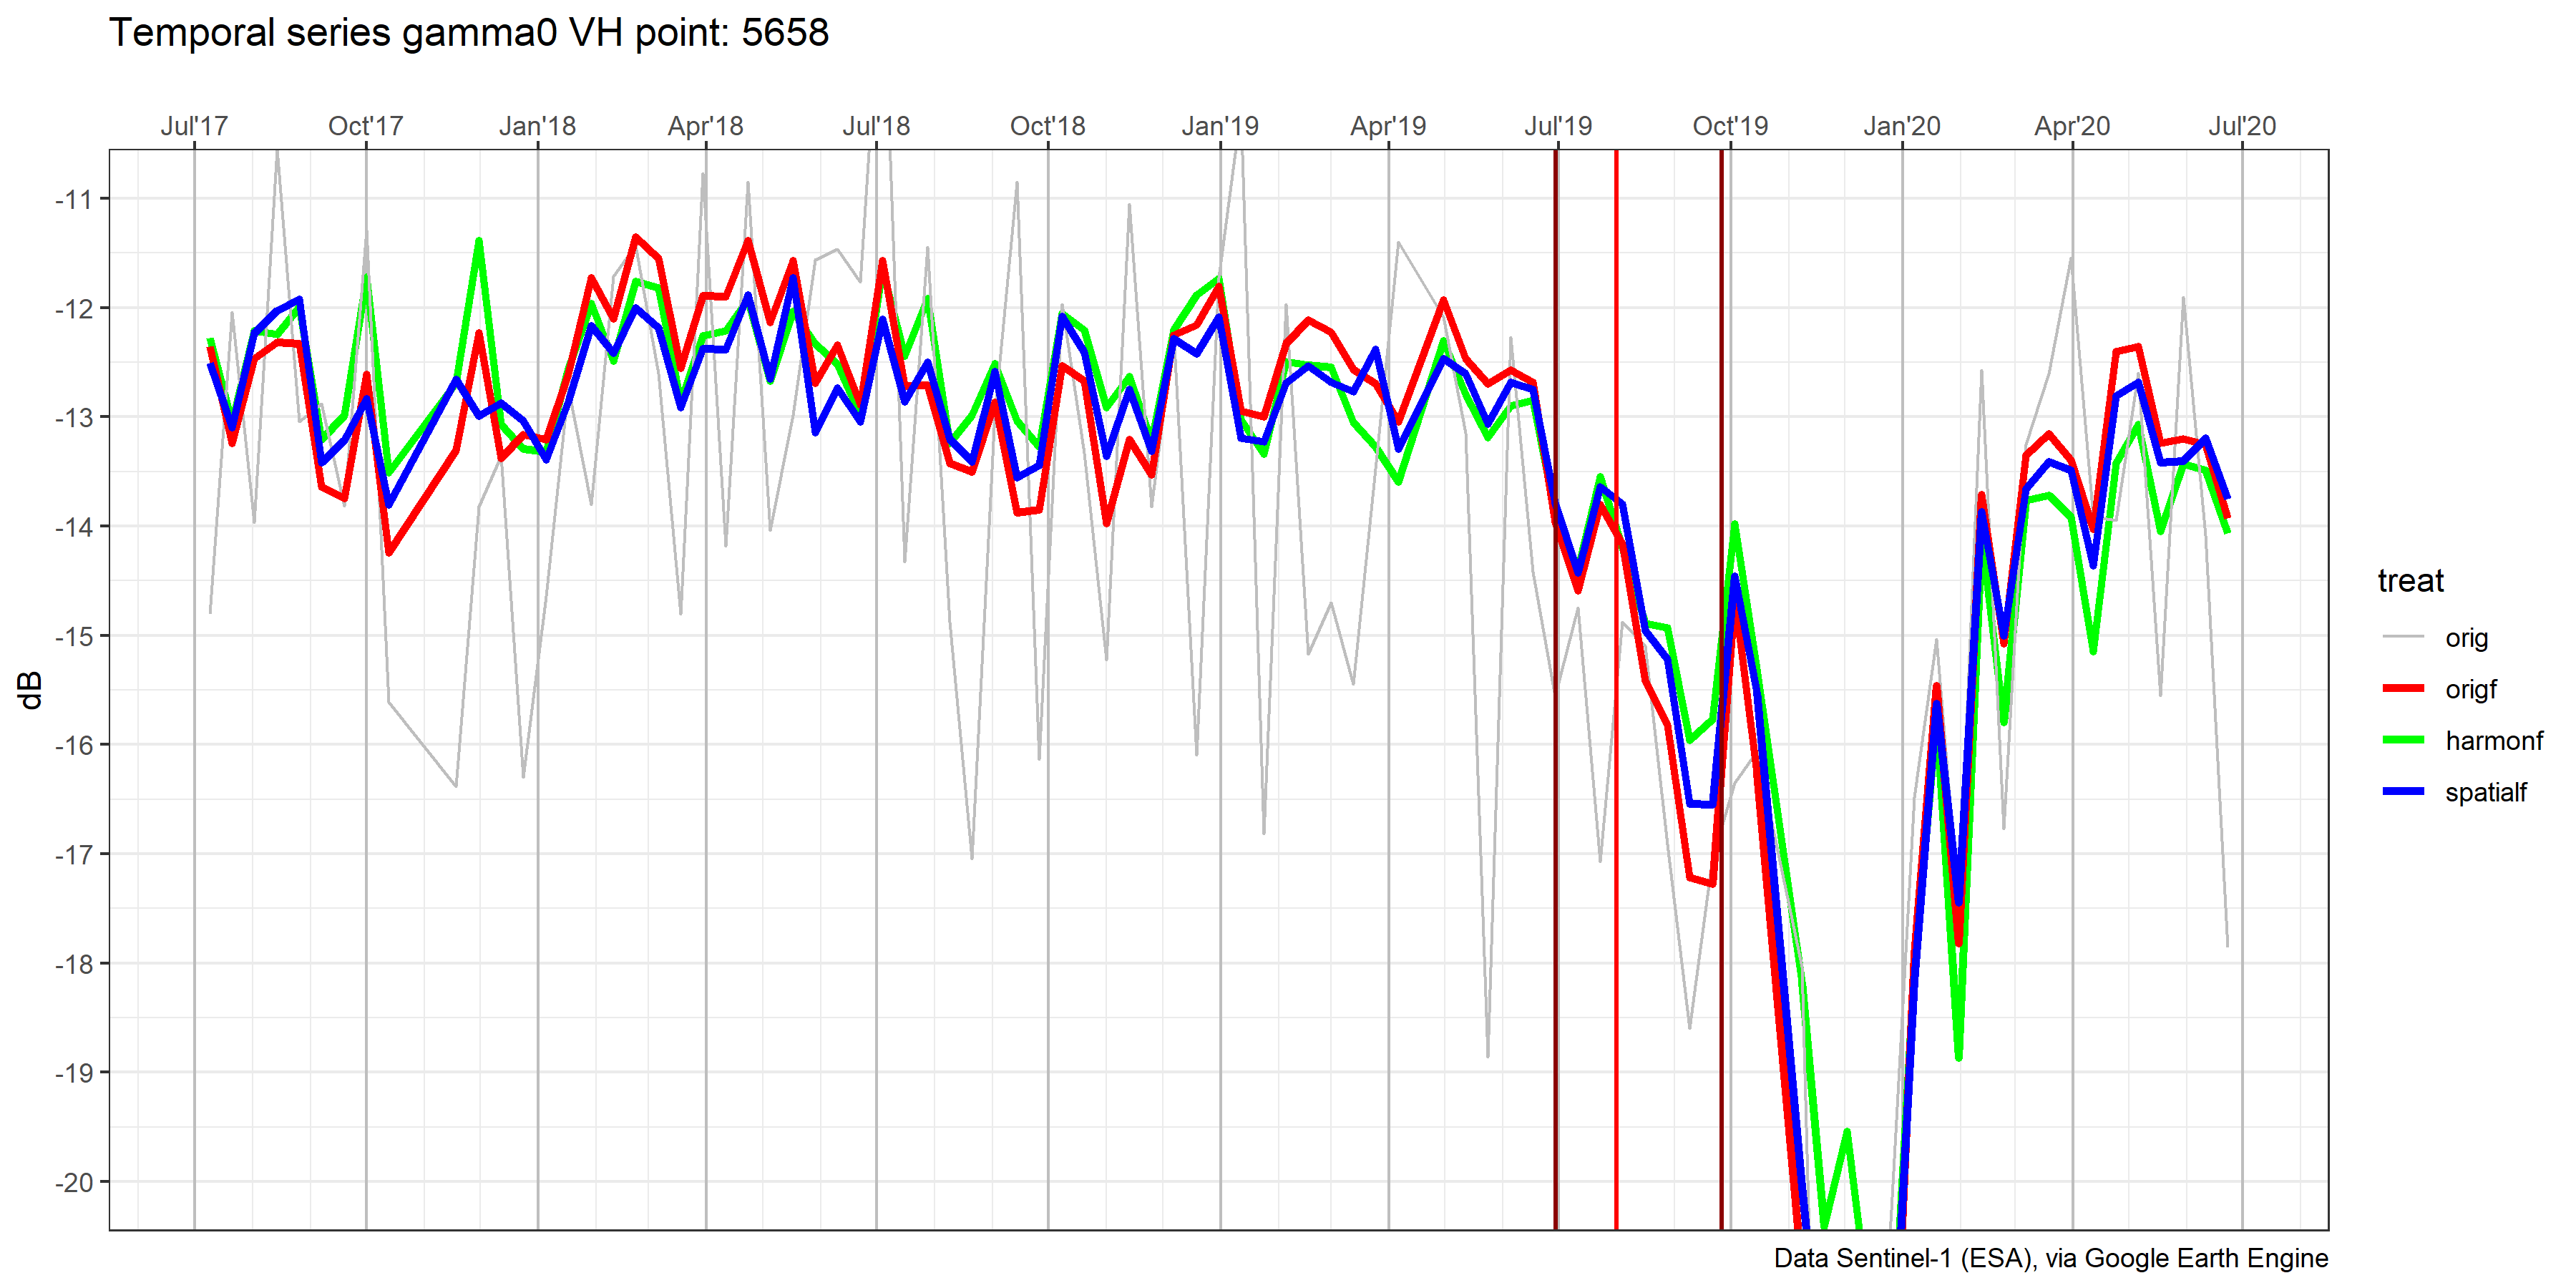 Temporal series gamma0 VH point: 5658
Jul'17 Oct'17 Jan'18 Apr'18 Jul'18 Oct'18 Jan'19 Apr'19 Jul'19 Oct'19 Jan'20 Apr'20 Jul'20
-11
-12
-13
-14
-15
-16
-17
-18
-19
-20
dB
treat
orig
origf
harmonf
spatialf
Data Sentinel-1 (ESA), via Google Earth Engine